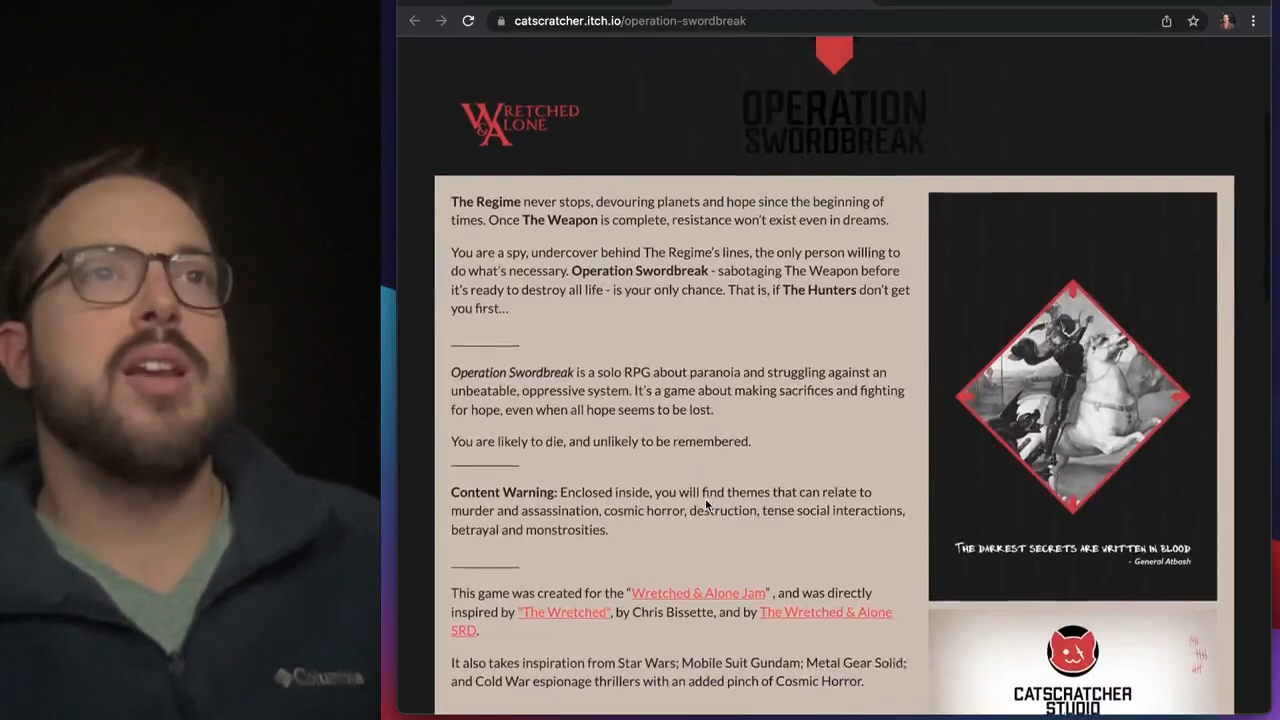 catscratcher.itch.io/operation-swordbreak
WRETCHED
& ALONE
OPERATION
SWORDBREAK
The Regime never stops, devouring planets and hope since the beginning of
times. Once The Weapon is complete, resistance won't exist even in dreams.
You are a spy, undercover behind The Regime's lines, the only person willing to
do what's necessary. Operation Swordbreak - sabotaging The Weapon before
it's ready to destroy all life - is your only chance. That is, if The Hunters don't get
you first...
Operation Swordbreak is a solo RPG about paranoia and struggling against an
unbeatable, oppressive system. It's a game about making sacrifices and fighting
for hope, even when all hope seems to be lost.
You are likely to die, and unlikely to be remembered.
Content Warning: Enclosed inside, you will find themes that can relate to
murder and assassination, cosmic horror, destruction, tense social interactions,
betrayal and monstrosities.
This game was created for the "Wretched & Alone Jam" , and was directly
inspired by "The Wretched", by Chris Bissette, and by The Wretched & Alone
SRD.
It also takes inspiration from Star Wars; Mobile Suit Gundam; Metal Gear Solid;
and Cold War espionage thrillers with an added pinch of Cosmic Horror.
THE DARKEST SECRETS ARE WRITTEN IN BLOOD
- General Atbash
CATSCRATCHER
STUDIO
Columbia